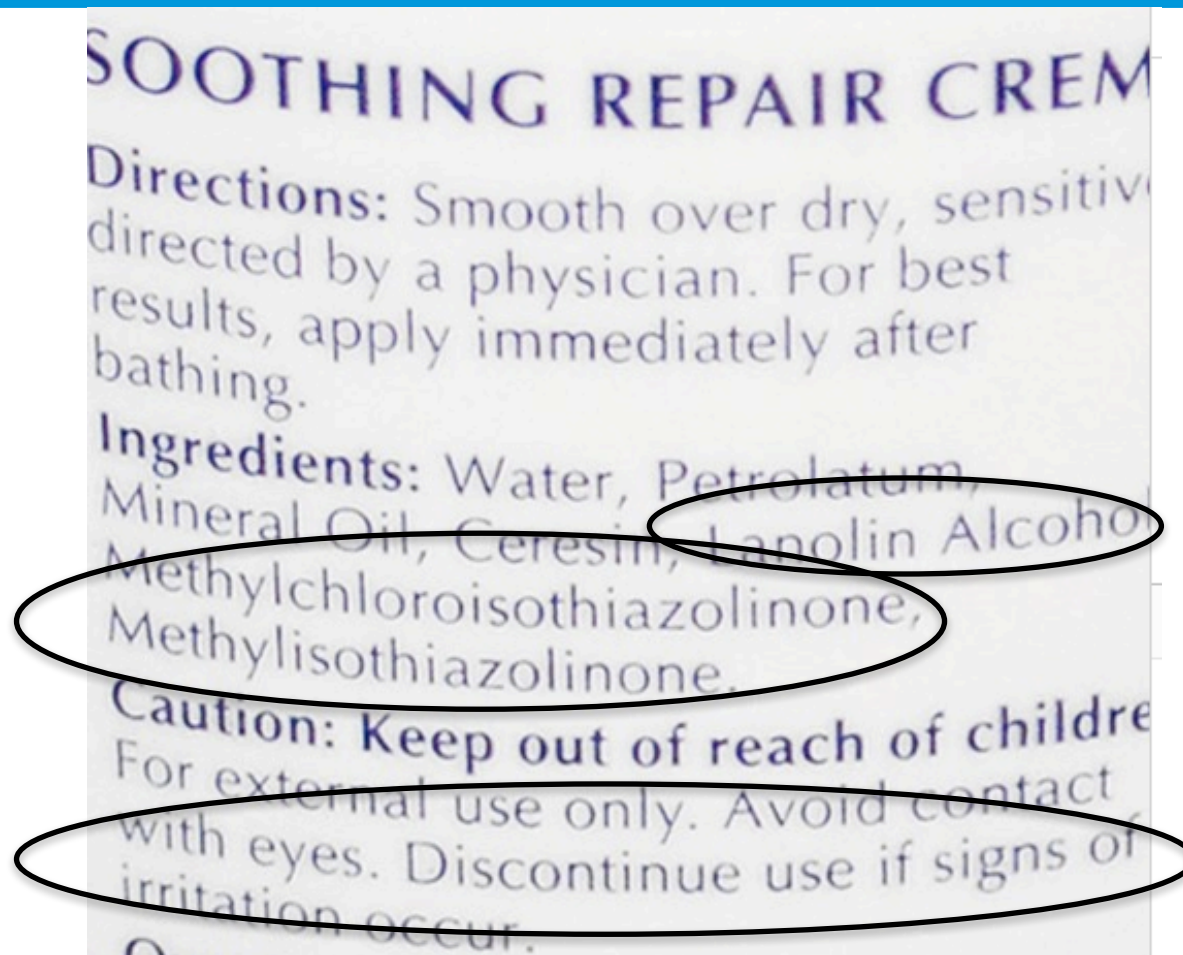 SOOTHING REPAIR CREM
Directions: Smooth over dry, sensitiv
directed by a physician. For best
results, apply immediately after
bathing.
Ingredients: Water, Petrolatum,
Mineral Oil, Ceresin, Lanolin Alcohol
Methylchloroisothiazolinone,
Methylisothiazolinone.
Caution: Keep out of reach of childre
For external use only. Avoid contact
with eyes. Discontinue use if signs of
irritation occur.